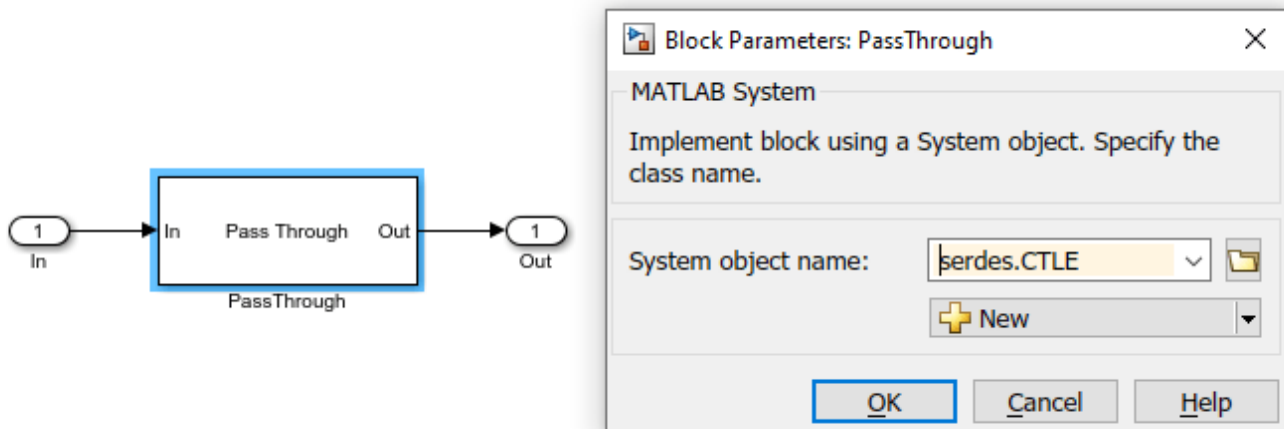 1
In
In
Pass Through
Out
PassThrough
1
Out
Block Parameters: PassThrough
MATLAB System
Implement block using a System object. Specify the
class name.
System object name:
serdes.CTLE
New
OK
Cancel
Help